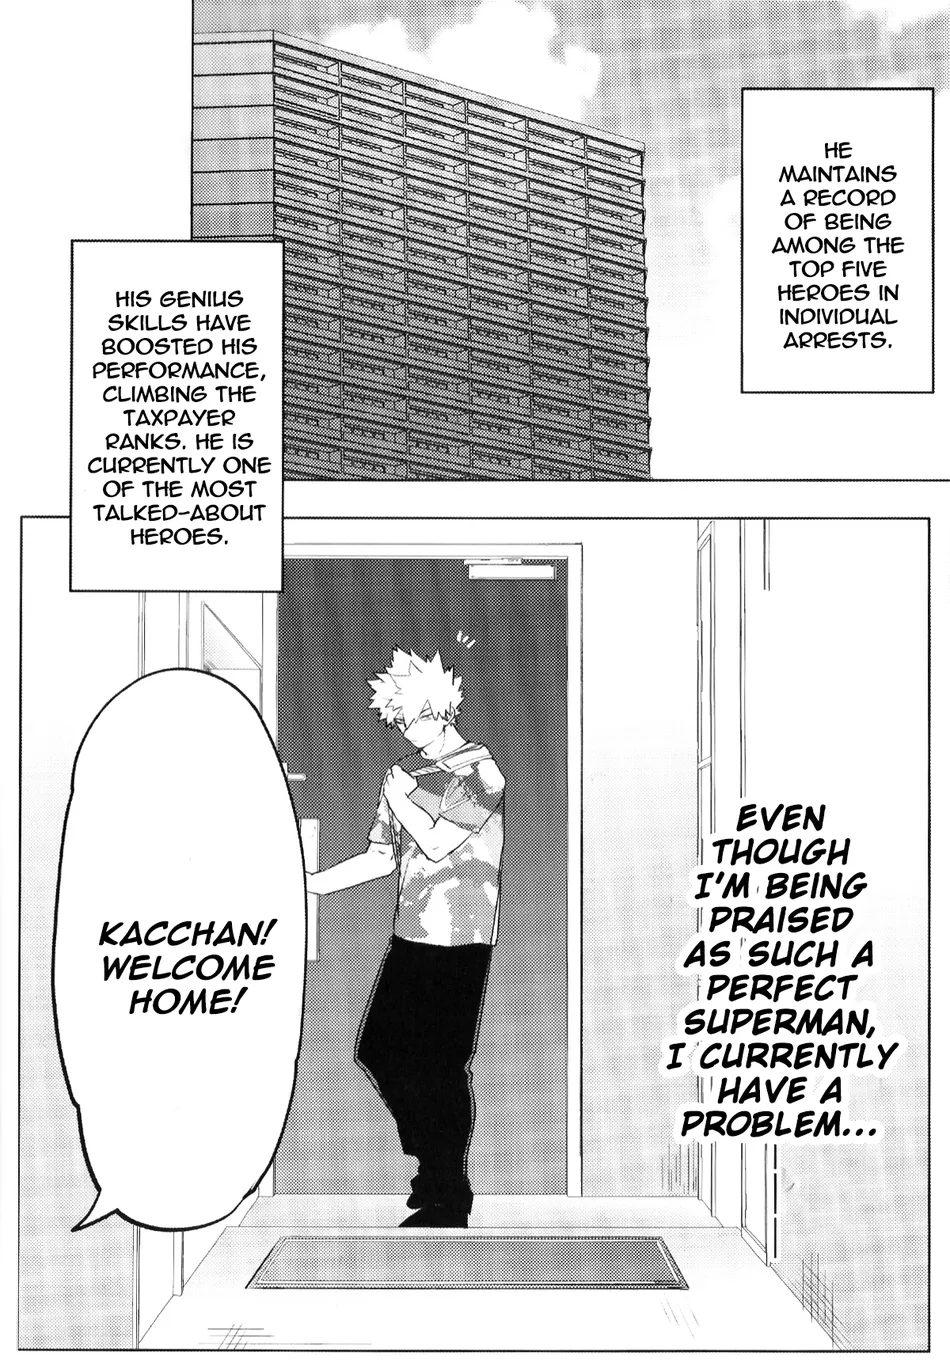 HE
MAINTAINS
A RECORD
OF BEING
AMONG THE
TOP FIVE
HEROES IN
INDIVIDUAL
ARRESTS.
HIS GENIUS
SKILLS HAVE
BOOSTED HIS
PERFORMANCE,
CLIMBING THE
TAXPAYER
RANKS. HE IS
CURRENTLY ONE
OF THE MOST
TALKED-ABOUT
HEROES.
EVEN
THOUGH
I'M BEING
PRAISED
AS SUCH A
PERFECT
SUPERMAN,
I CURRENTLY
HAVE A
PROBLEM...
KACCHAN!
WELCOME
HOME!